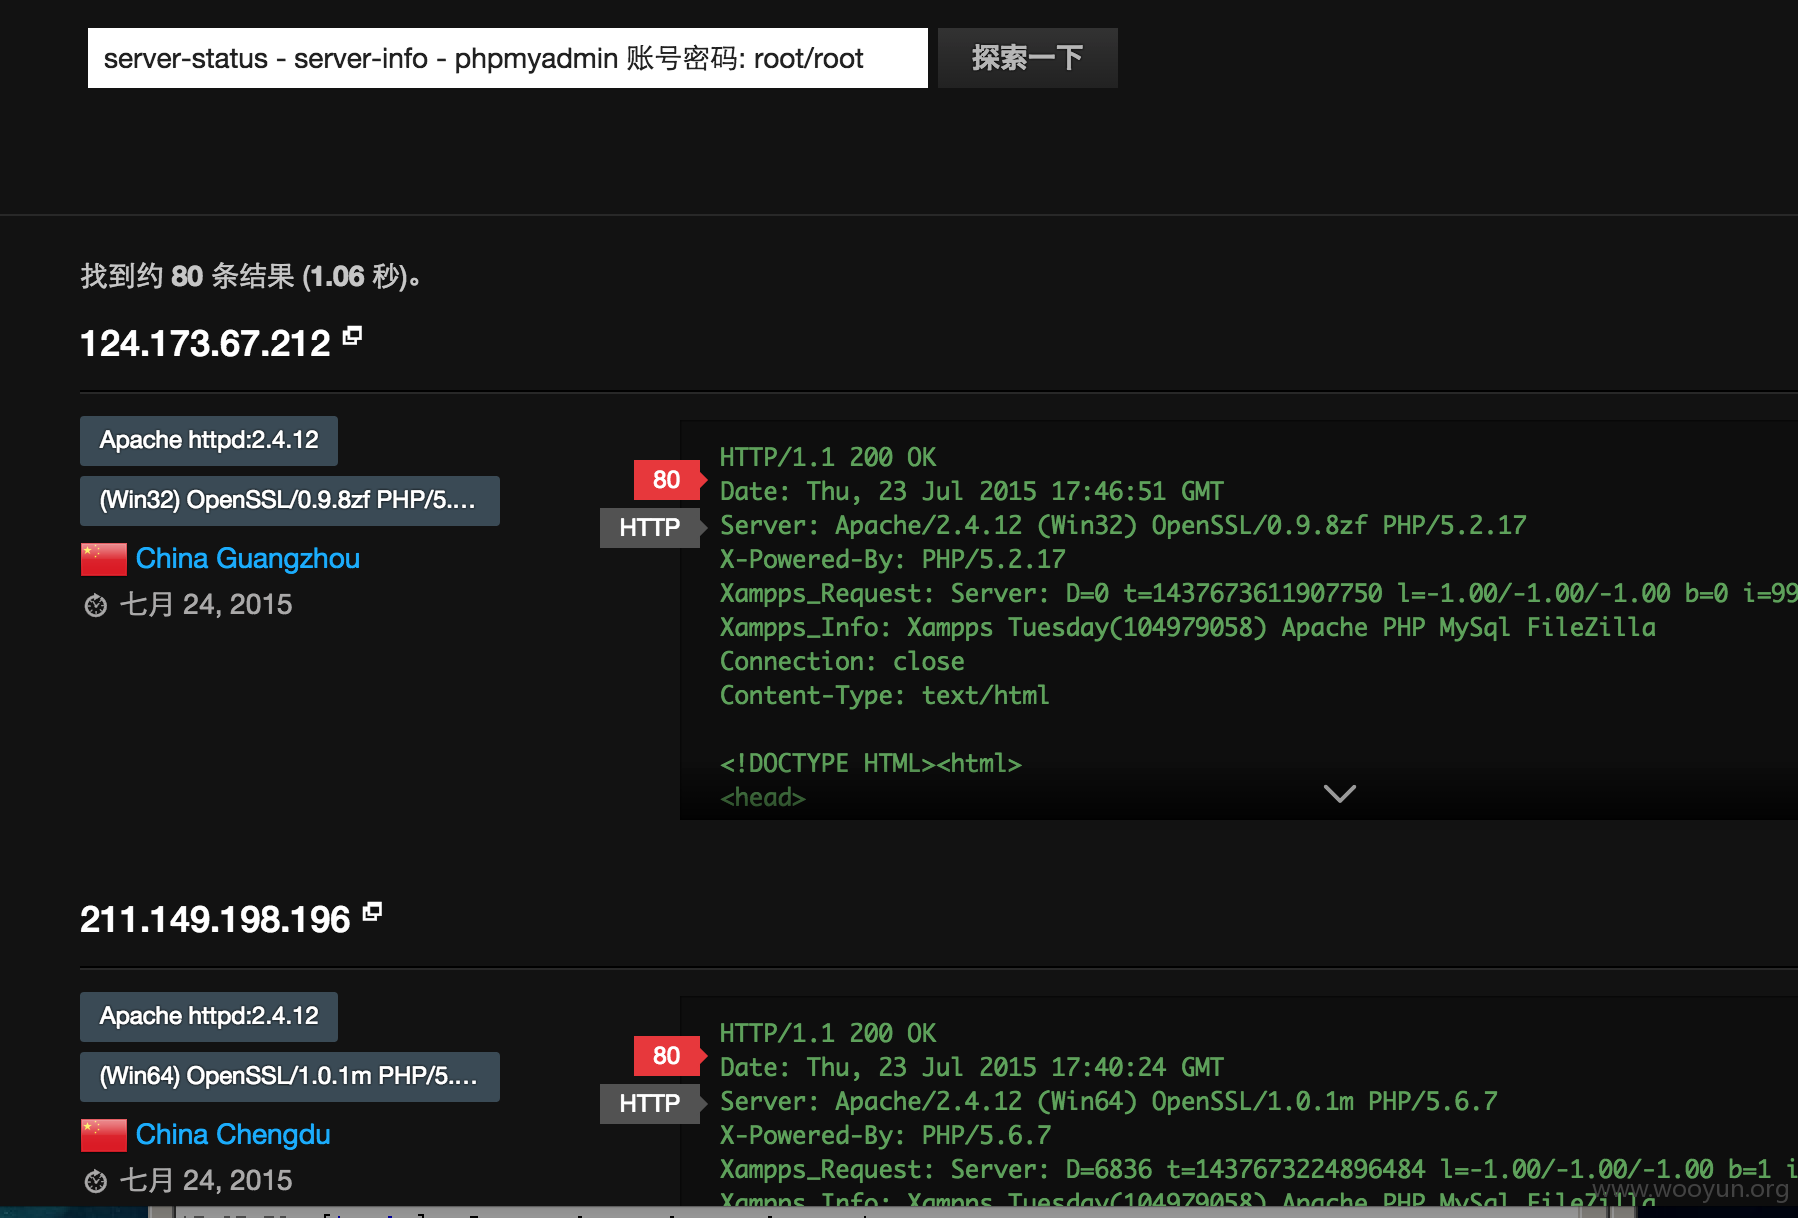 server-status - server-info - phpmyadmin 账号密码: root/root
探索一下
找到约 80 条结果 (1.06 秒)。
124.173.67.212
Apache httpd:2.4.12
(Win32) OpenSSL/0.9.8zf PHP/5....
China Guangzhou
七月 24, 2015
80
HTTP
HTTP/1.1 200 OK
Date: Thu, 23 Jul 2015 17:46:51 GMT
Server: Apache/2.4.12 (Win32) OpenSSL/0.9.8zf PHP/5.2.17
X-Powered-By: PHP/5.2.17
Xampps_Request: Server: D=0 t=1437673611907750 l=-1.00/-1.00/-1.00 b=0 i=99
Xampps_Info: Xampps Tuesday(104979058) Apache PHP MySql FileZilla
Connection: close
Content-Type: text/html
<!DOCTYPE HTML><html>
<head>
211.149.198.196
Apache httpd:2.4.12
(Win64) OpenSSL/1.0.1m PHP/5....
China Chengdu
七月 24, 2015
80
HTTP
HTTP/1.1 200 OK
Date: Thu, 23 Jul 2015 17:40:24 GMT
Server: Apache/2.4.12 (Win64) OpenSSL/1.0.1m PHP/5.6.7
X-Powered-By: PHP/5.6.7
Xampps_Request: Server: D=6836 t=1437673224896484 l=-1.00/-1.00/-1.00 b=1 i
Xampps_Info: Xampps Tuesday(104979058) Apache PHP MySql FileZilla
www.wooyun.org